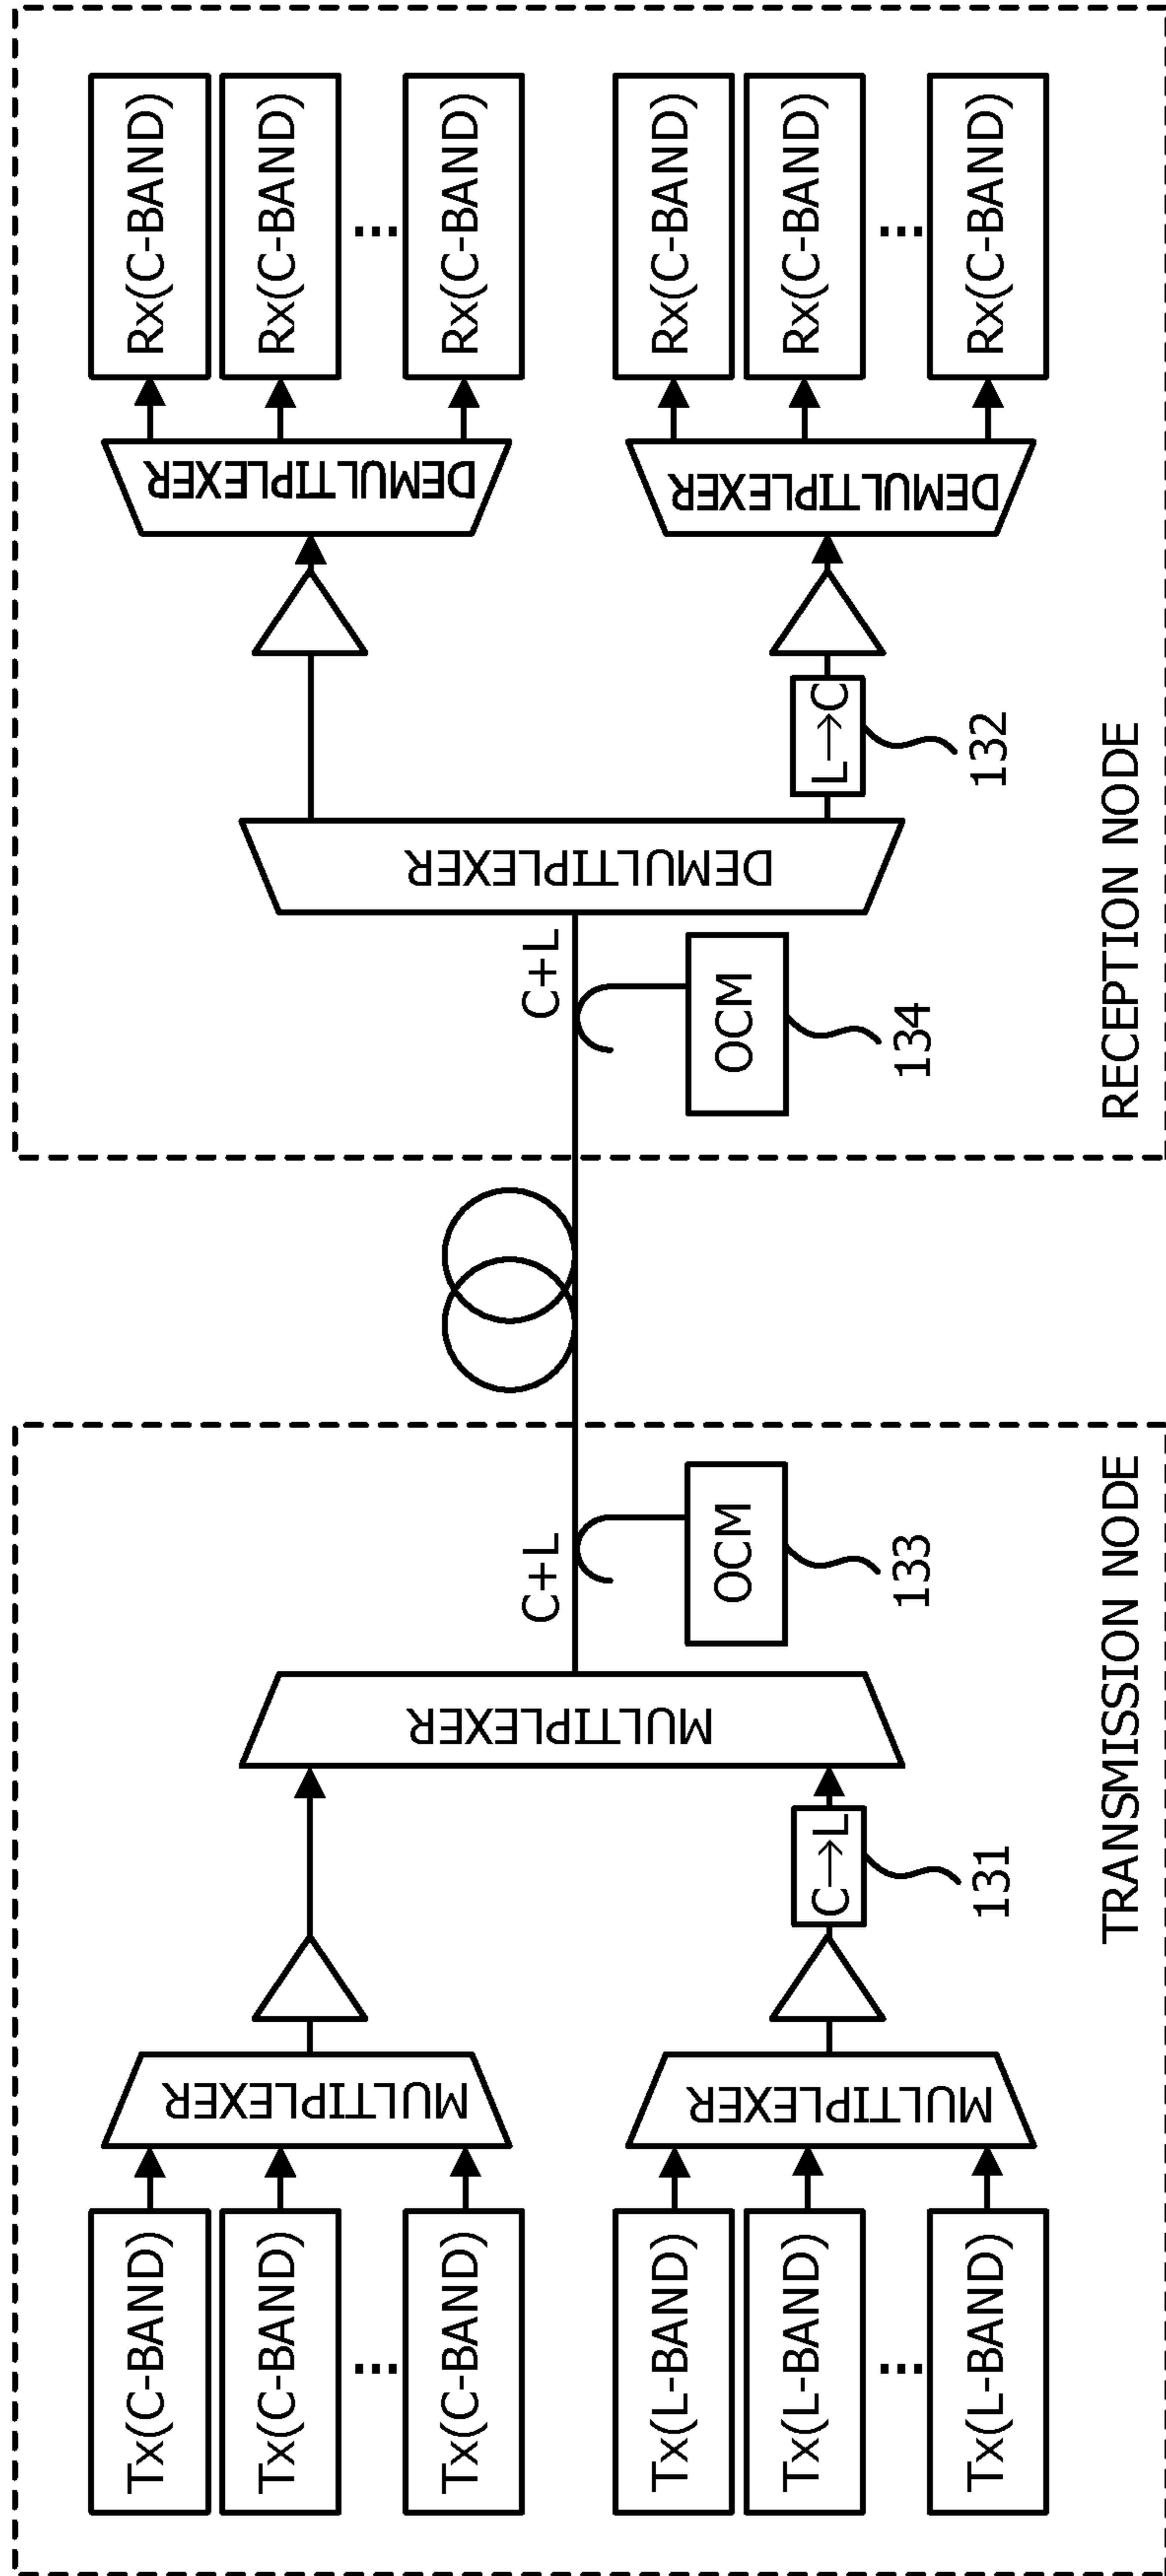 Tx(C-BAND)
Tx(C-BAND)
...
Tx(C-BAND)
Tx(L-BAND)
Tx(L-BAND)
...
Tx(L-BAND)
MULTIPLEXER
MULTIPLEXER
C→L
131
MULTIPLEXER
C+L
OCM
133
TRANSMISSION NODE
C+L
OCM
134
DEMULTIPLEXER
L→C
132
DEMULTIPLEXER
DEMULTIPLEXER
Rx(C-BAND)
Rx(C-BAND)
...
Rx(C-BAND)
Rx(C-BAND)
Rx(C-BAND)
...
Rx(C-BAND)
RECEPTION NODE